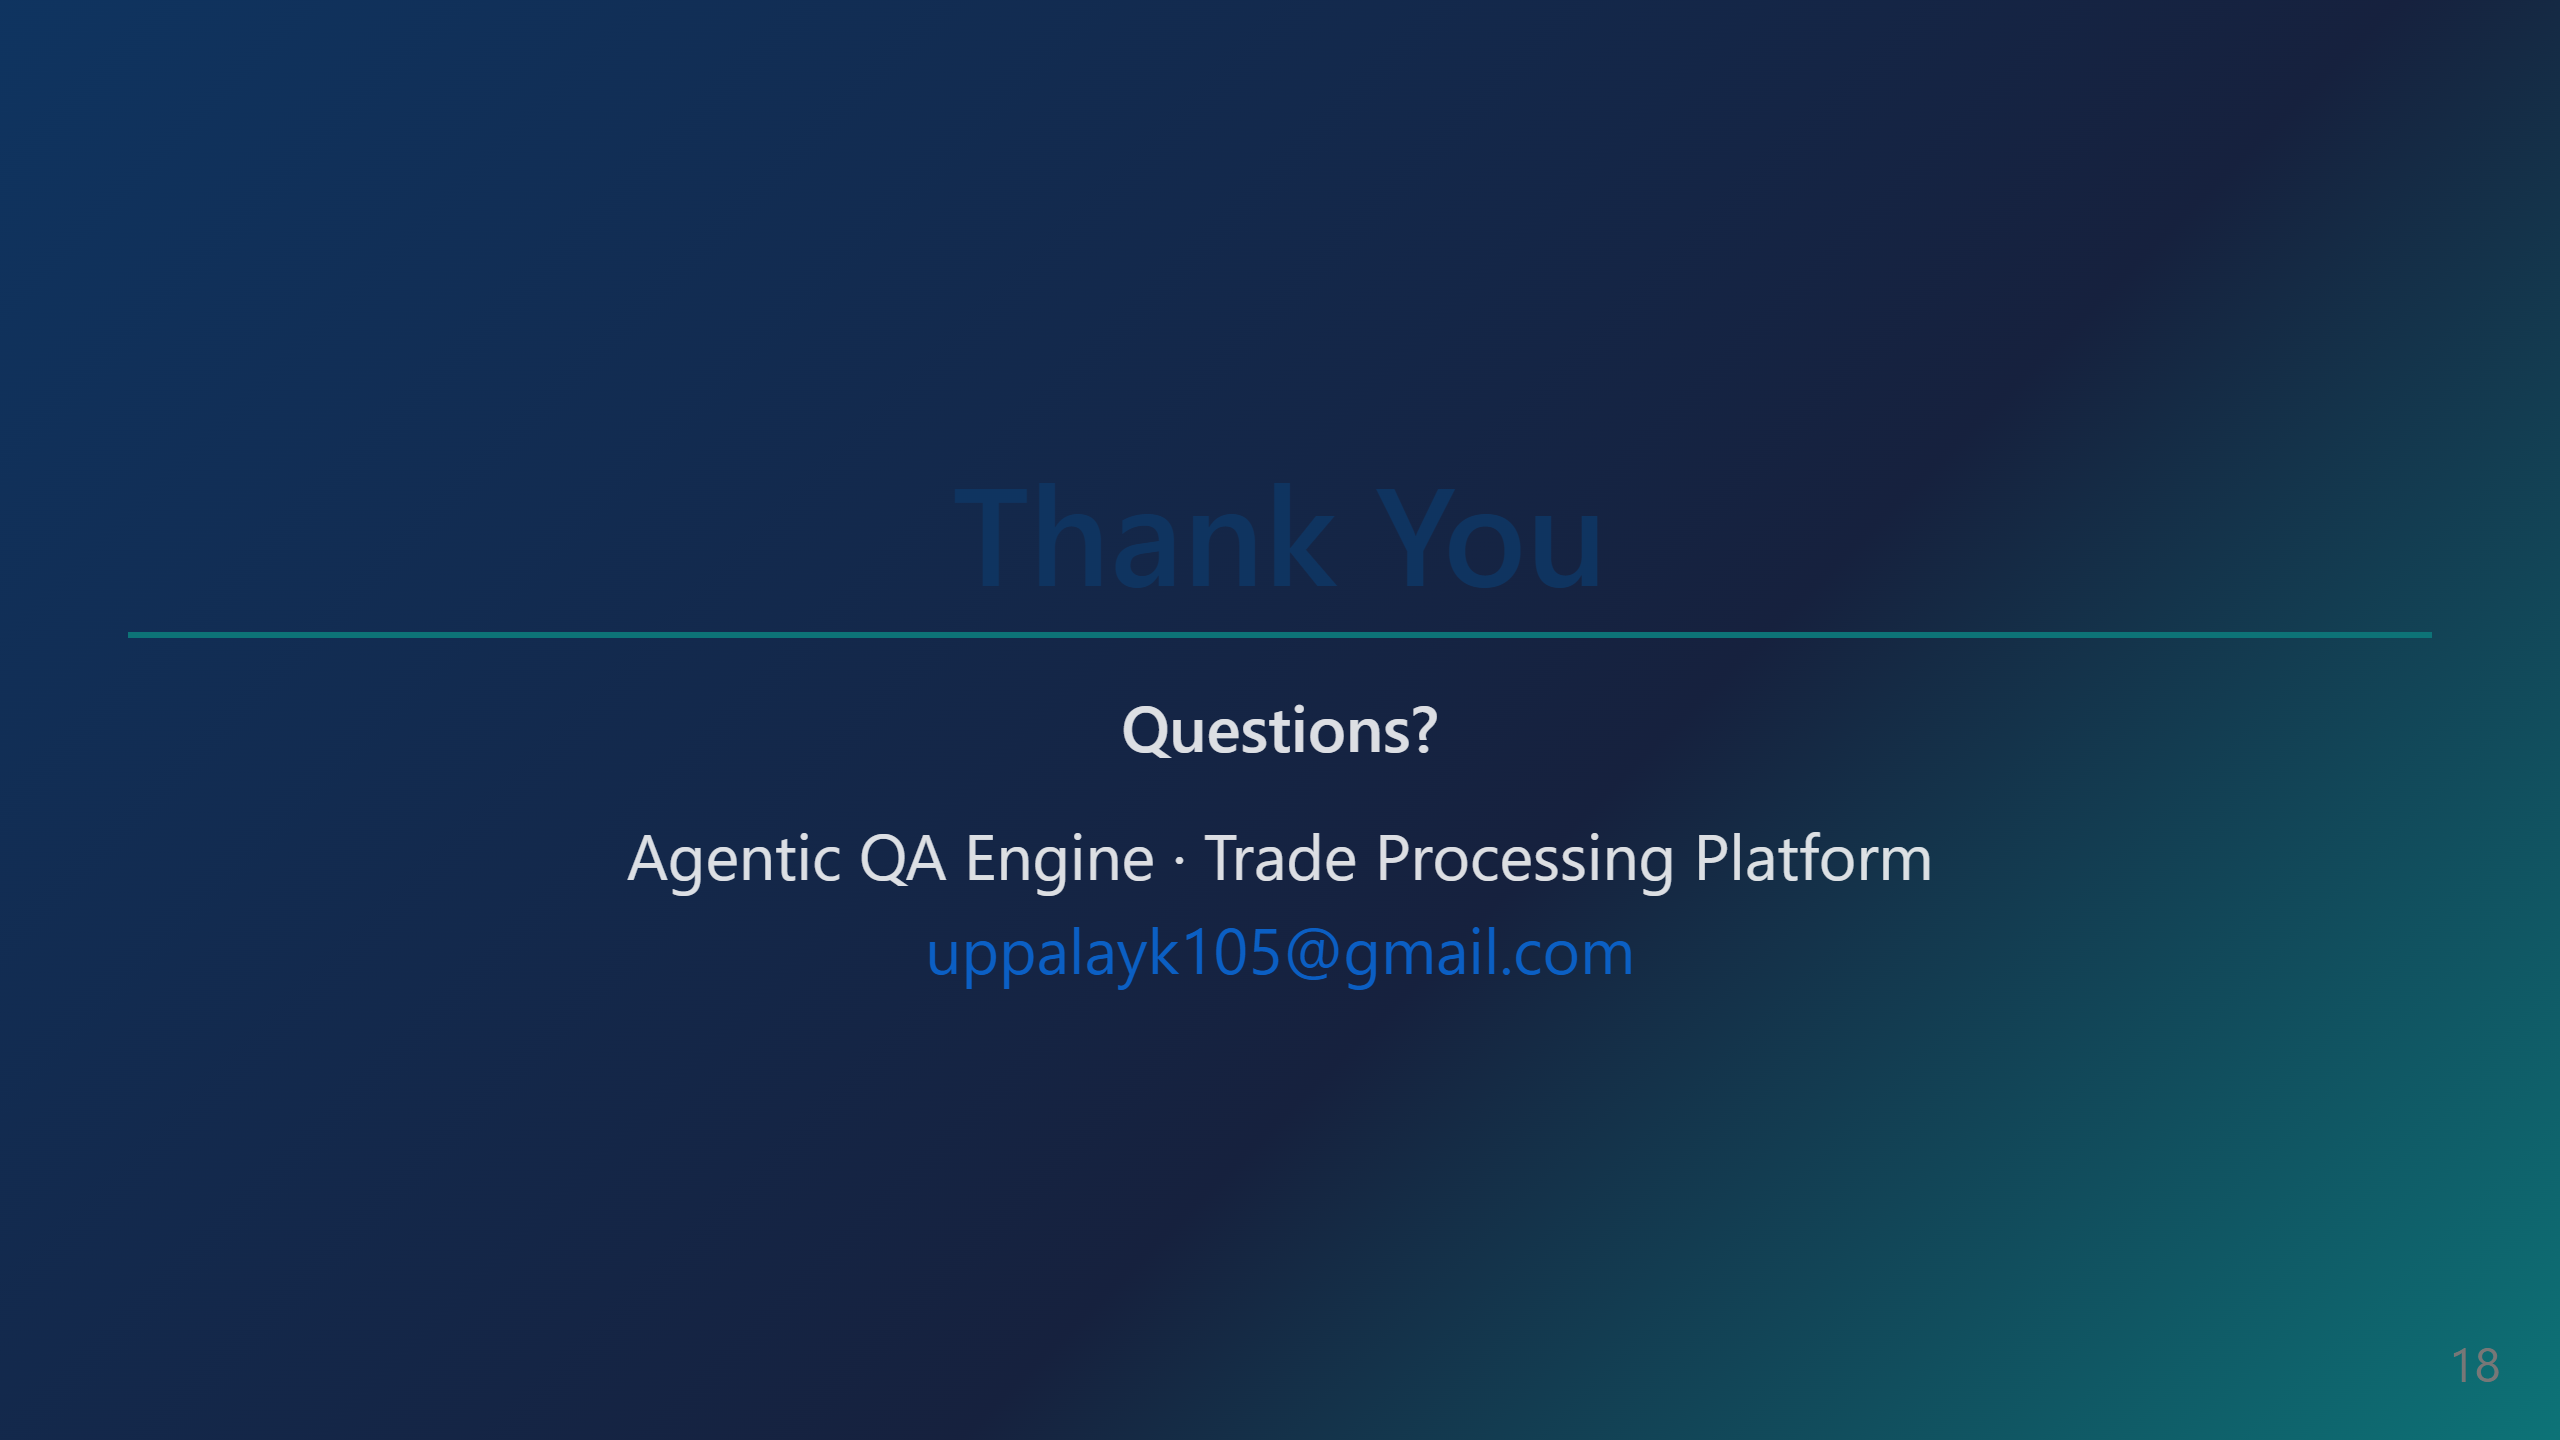 Thank You
Questions?
Agentic QA Engine · Trade Processing Platform
uppalayk105@gmail.com
18